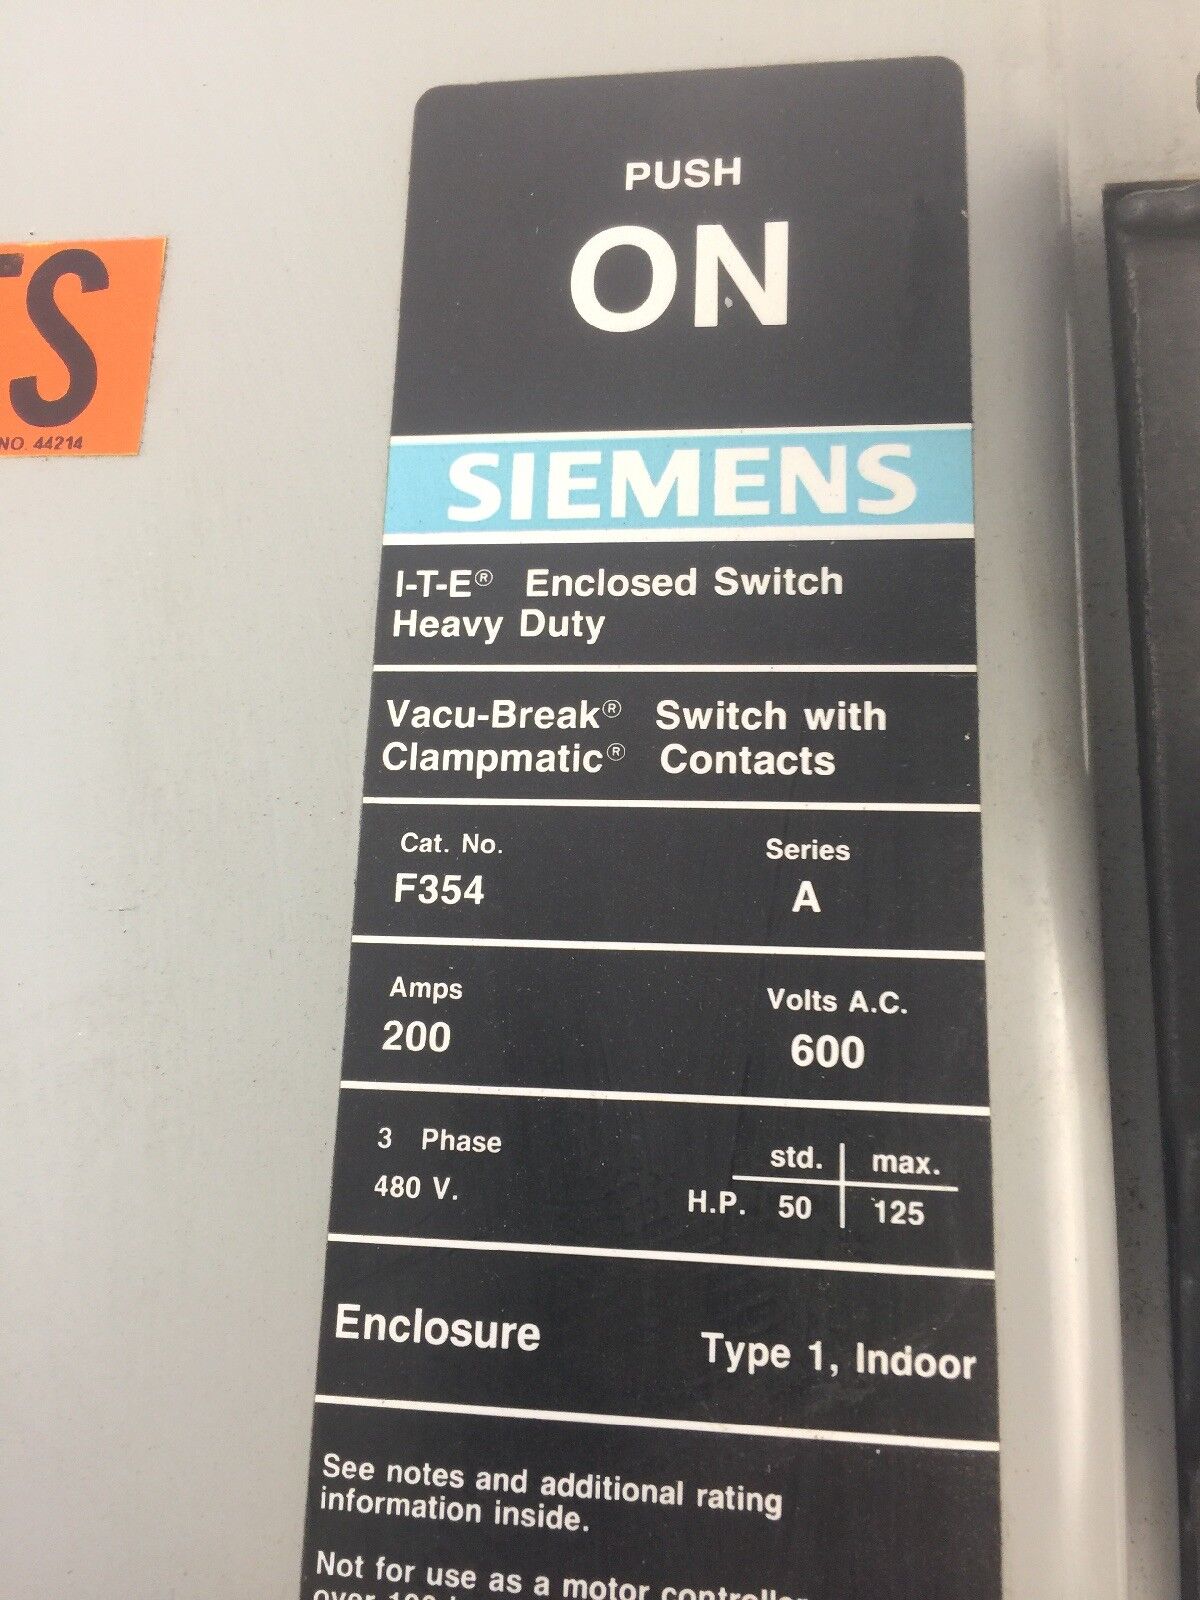 PUSH
ON
TS
NO. 44214
SIEMENS
I-T-E® Enclosed Switch
Heavy Duty
Vacu-Break® Switch with
Clampmatic® Contacts
Cat. No. Series
F354 A
Amps Volts A.C.
200 600
3 Phase std. max.
480 V. H.P. 50 125
Enclosure Type 1, Indoor
See notes and additional rating
information inside.
Not for use as a motor controller
over